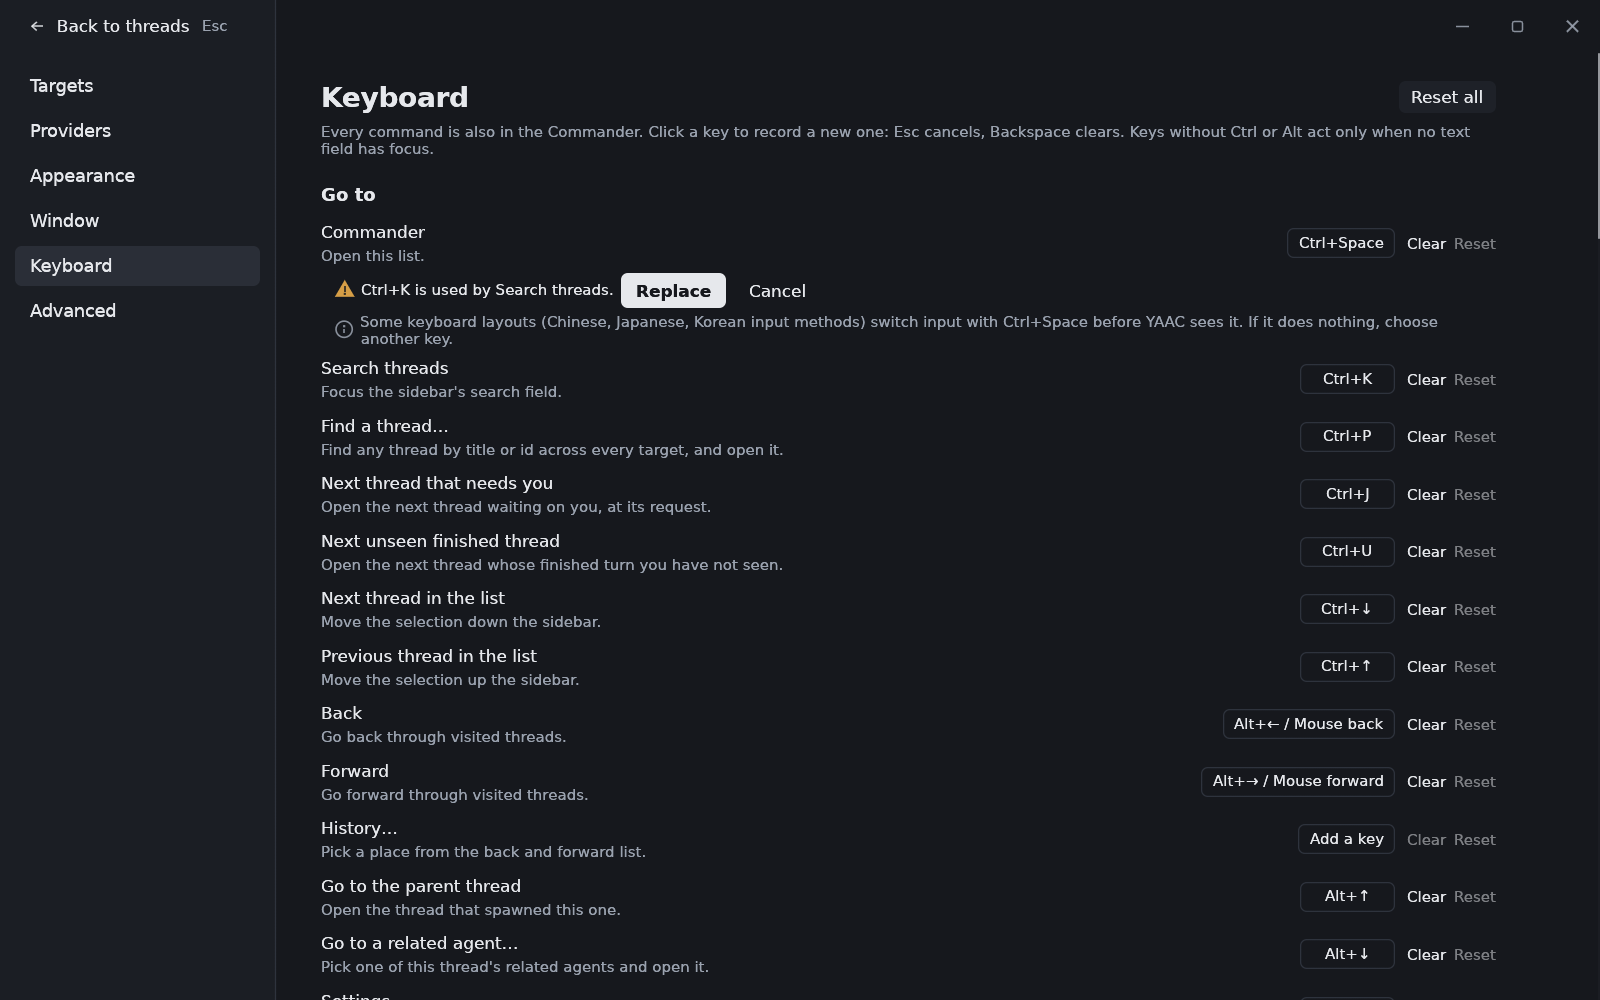 Back to threads Esc
Targets
Providers
Appearance
Window
Keyboard
Advanced
Keyboard
Reset all
Every command is also in the Commander. Click a key to record a new one: Esc cancels, Backspace clears. Keys without Ctrl or Alt act only when no text
field has focus.
Go to
Commander
Open this list.
Ctrl+Space Clear Reset
Ctrl+K is used by Search threads. Replace Cancel
Some keyboard layouts (Chinese, Japanese, Korean input methods) switch input with Ctrl+Space before YAAC sees it. If it does nothing, choose
another key.
Search threads
Focus the sidebar's search field.
Ctrl+K Clear Reset
Find a thread...
Find any thread by title or id across every target, and open it.
Ctrl+P Clear Reset
Next thread that needs you
Open the next thread waiting on you, at its request.
Ctrl+J Clear Reset
Next unseen finished thread
Open the next thread whose finished turn you have not seen.
Ctrl+U Clear Reset
Next thread in the list
Move the selection down the sidebar.
Ctrl+↓ Clear Reset
Previous thread in the list
Move the selection up the sidebar.
Ctrl+↑ Clear Reset
Back
Go back through visited threads.
Alt+← / Mouse back Clear Reset
Forward
Go forward through visited threads.
Alt+→ / Mouse forward Clear Reset
History...
Pick a place from the back and forward list.
Add a key Clear Reset
Go to the parent thread
Open the thread that spawned this one.
Alt+↑ Clear Reset
Go to a related agent...
Pick one of this thread's related agents and open it.
Alt+↓ Clear Reset
Settings